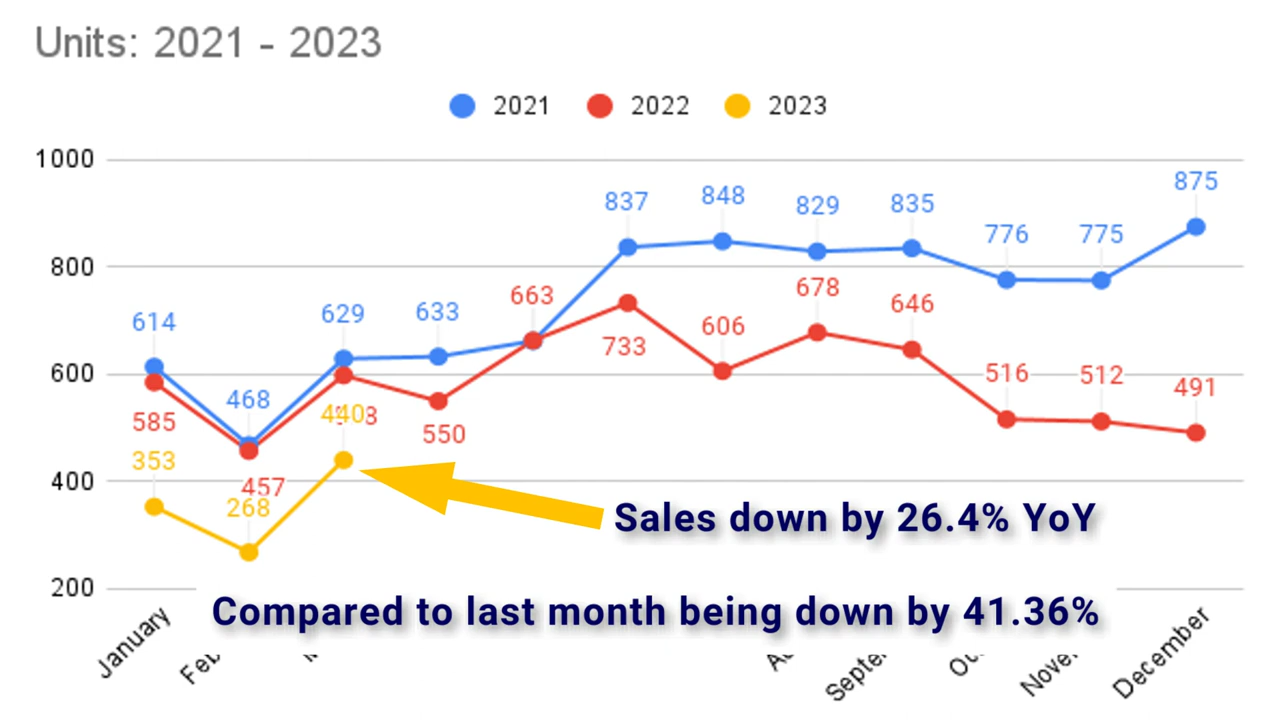 Units: 2021 - 2023
2021 2022 2023
1000
875
837 848 829 835
776 775
800
678
663 646
614 629 633
606
733
600
516 512 491
468
440
585
550
353
400
457
268
Sales down by 26.4% YoY
200
Compared to last month being down by 41.36%
January December